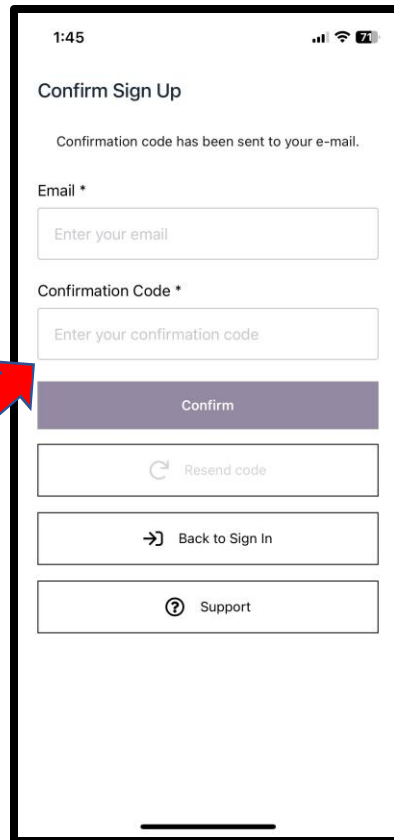 1:45
71
Confirm Sign Up
Confirmation code has been sent to your e-mail.
Email *
Enter your email
Confirmation Code *
Enter your confirmation code
Confirm
Resend code
Back to Sign In
Support